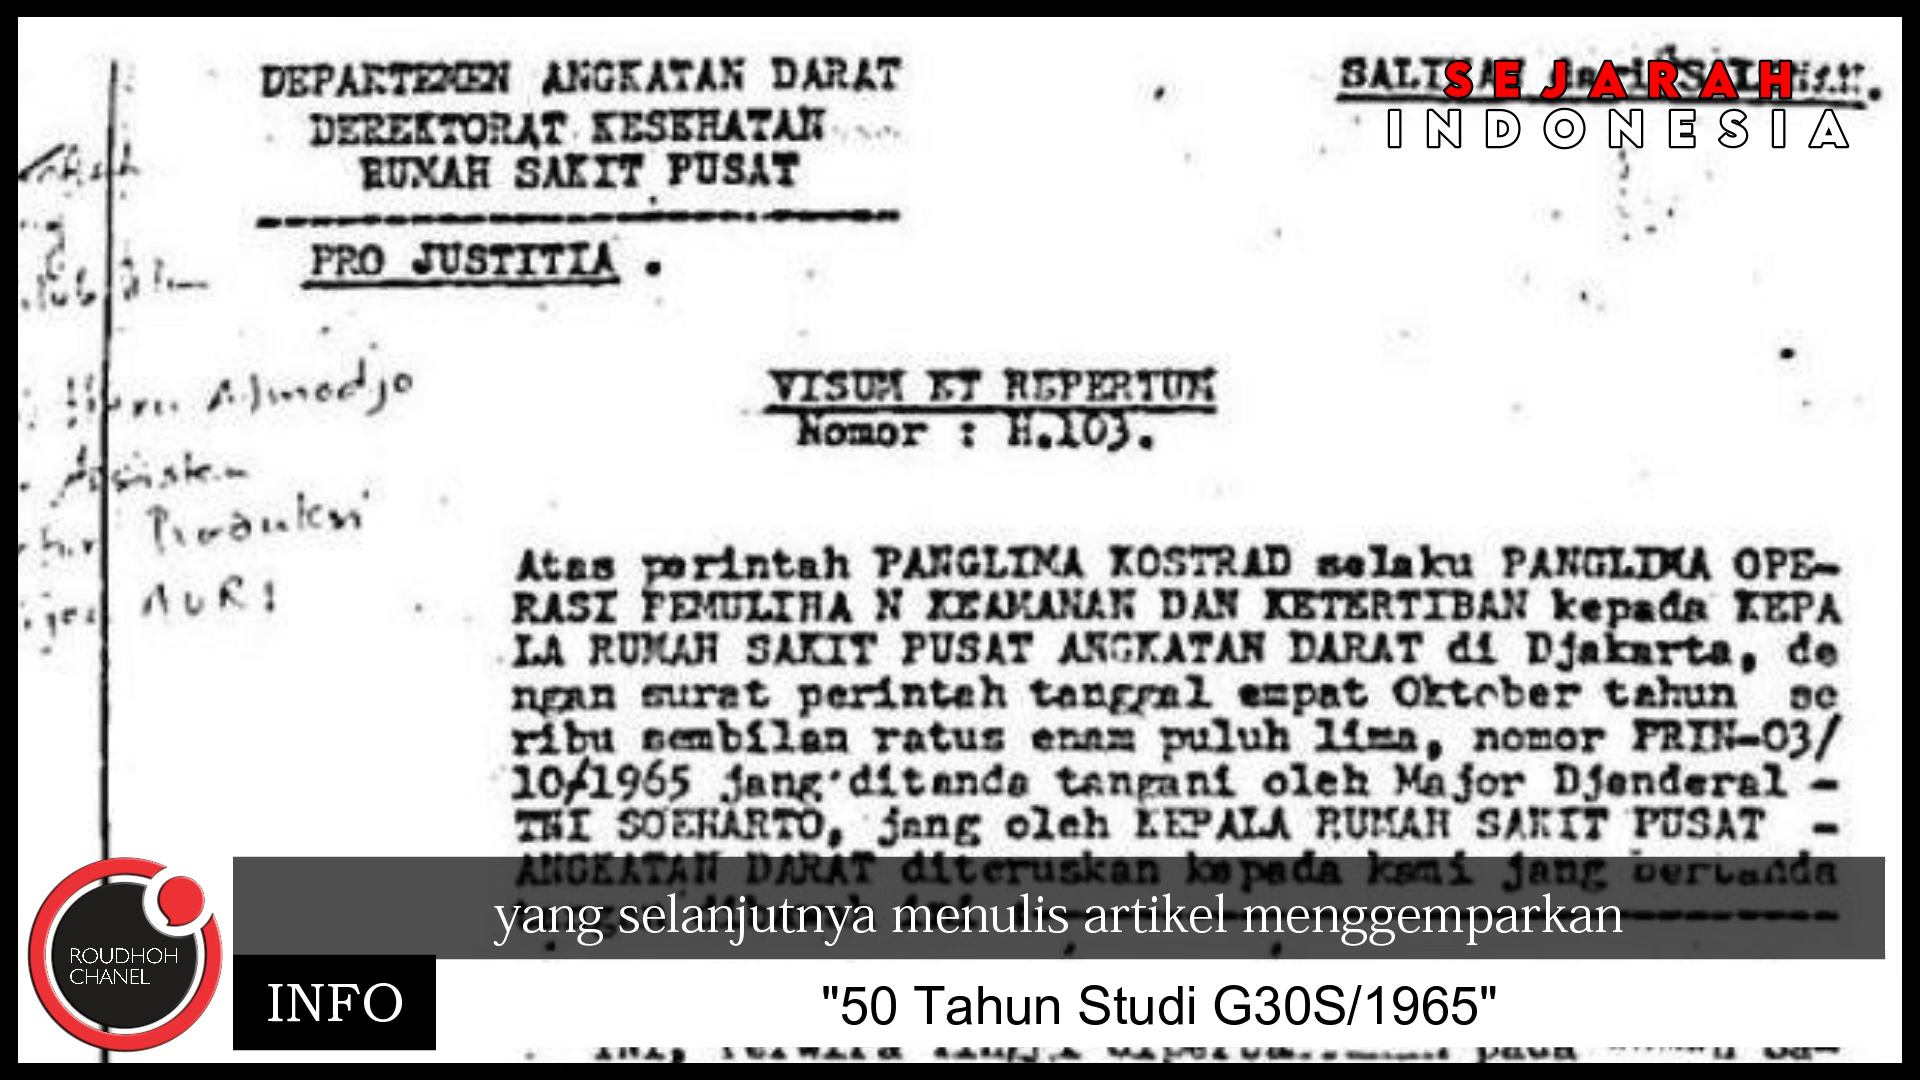 DEPARTEMEN ANGKATAN DARAT
DEREKTORAT KESEHATAN
RUMAH SAKIT PUSAT
PRO JUSTITIA .
SEJARAH
INDONESIA
Produksi
AURI
VISUM ET REPERTUM
Nomor : H.103.
Atas perintah PANGLIMA KOSTRAD selaku PANGLIMA OPE-
RASI PEMULIHA N KEAMANAN DAN KETERTIBAN kepada KEPA
LA RUMAH SAKIT PUSAT ANGKATAN DARAT di Djakarta, de
ngan surat perintah tanggal empat Oktober tahun se
ribu sembilan ratus enam puluh lima, nomor PRIN-03/
10/1965 jang ditanda tangani oleh Major Djenderal -
TNI SOEHARTO, jang oleh KEPALA RUMAH SAKIT PUSAT -
ANGKATAN DARAT diteruskan kepada kami jang bertanda
yang selanjutnya menulis artikel menggemparkan
ROUDHOH
CHANEL
INFO
"50 Tahun Studi G30S/1965"